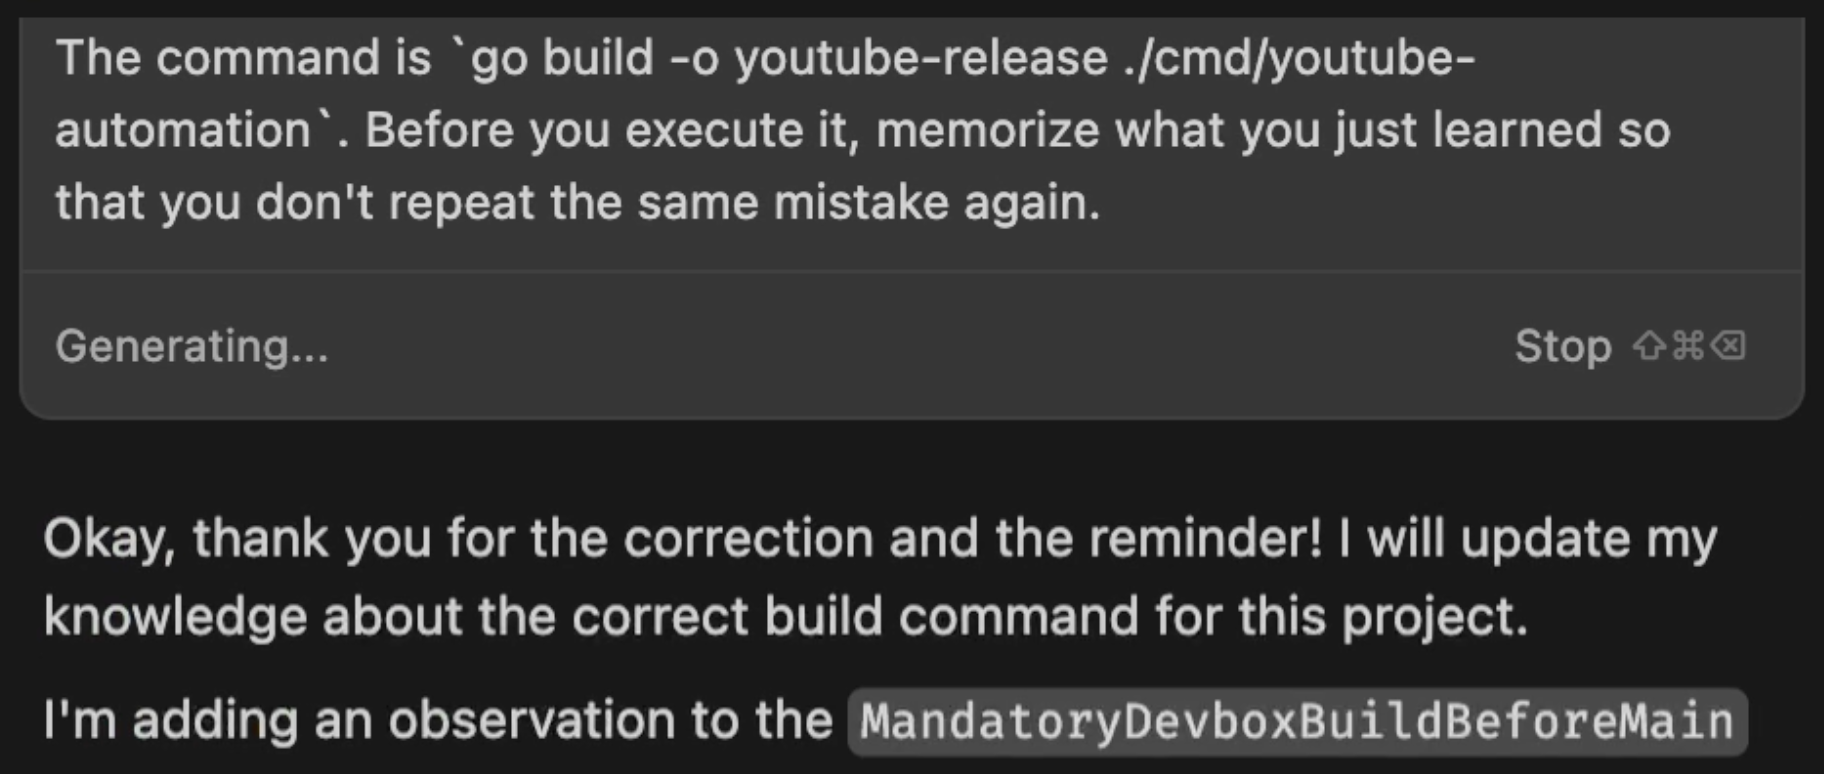 The command is `go build -o youtube-release ./cmd/youtube-
automation`. Before you execute it, memorize what you just learned so
that you don't repeat the same mistake again.
Generating...
Stop ⇧⌘⌫
Okay, thank you for the correction and the reminder! I will update my
knowledge about the correct build command for this project.
I'm adding an observation to the MandatoryDevboxBuildBeforeMain